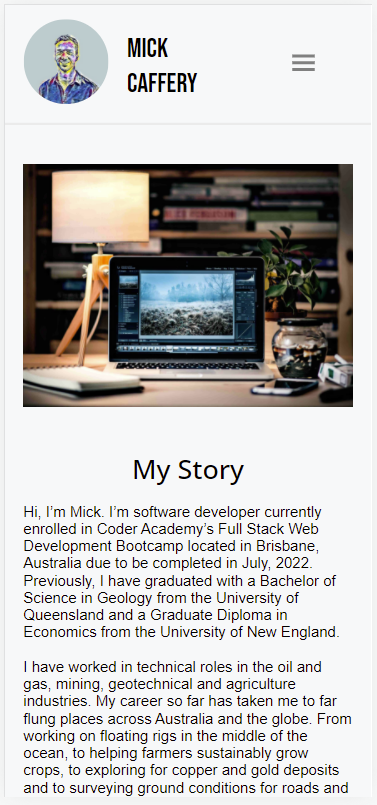 MICK
CAFFERY
My Story
Hi, I’m Mick. I’m software developer currently
enrolled in Coder Academy’s Full Stack Web
Development Bootcamp located in Brisbane,
Australia due to be completed in July, 2022.
Previously, I have graduated with a Bachelor of
Science in Geology from the University of
Queensland and a Graduate Diploma in
Economics from the University of New England.
I have worked in technical roles in the oil and
gas, mining, geotechnical and agriculture
industries. My career so far has taken me to far
flung places across Australia and the globe. From
working on floating rigs in the middle of the
ocean, to helping farmers sustainably grow
crops, to exploring for copper and gold deposits
and to surveying ground conditions for roads and